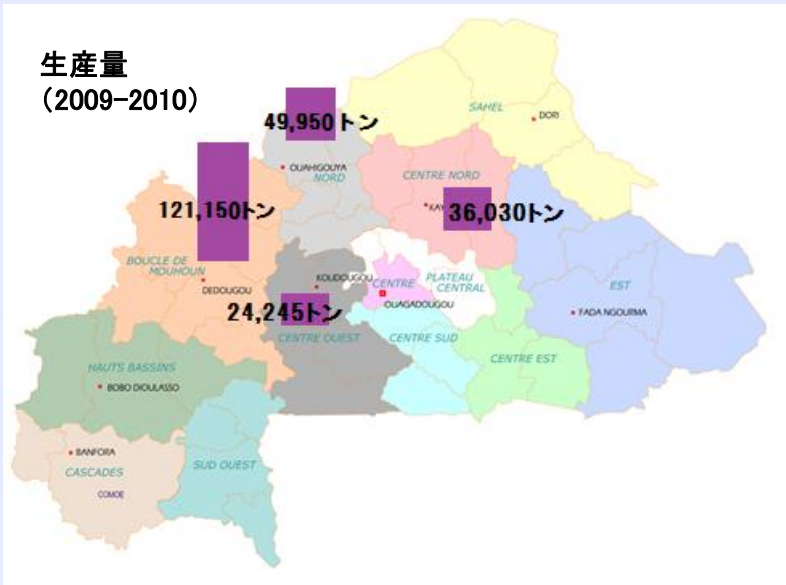 生産量
(2009-2010)
49,950トン
SAHEL
DORI
OUAHIGOUYA
NORD
CENTRE NORD
121,150トン
KAY
36,030トン
BOUCLE DE
MOUHOUN
DEDOUGOU
KOUDOUGOU
CENTRE
PLATEAU
CENTRAL
OUAGADOUGOU
EST
FADA NGOURMA
24,245トン
CENTRE OUEST
CENTRE SUD
CENTRE EST
HAUTS BASSINS
BOBO DIOULASSO
BANFORA
CASCADES
COMOE
SUD OUEST